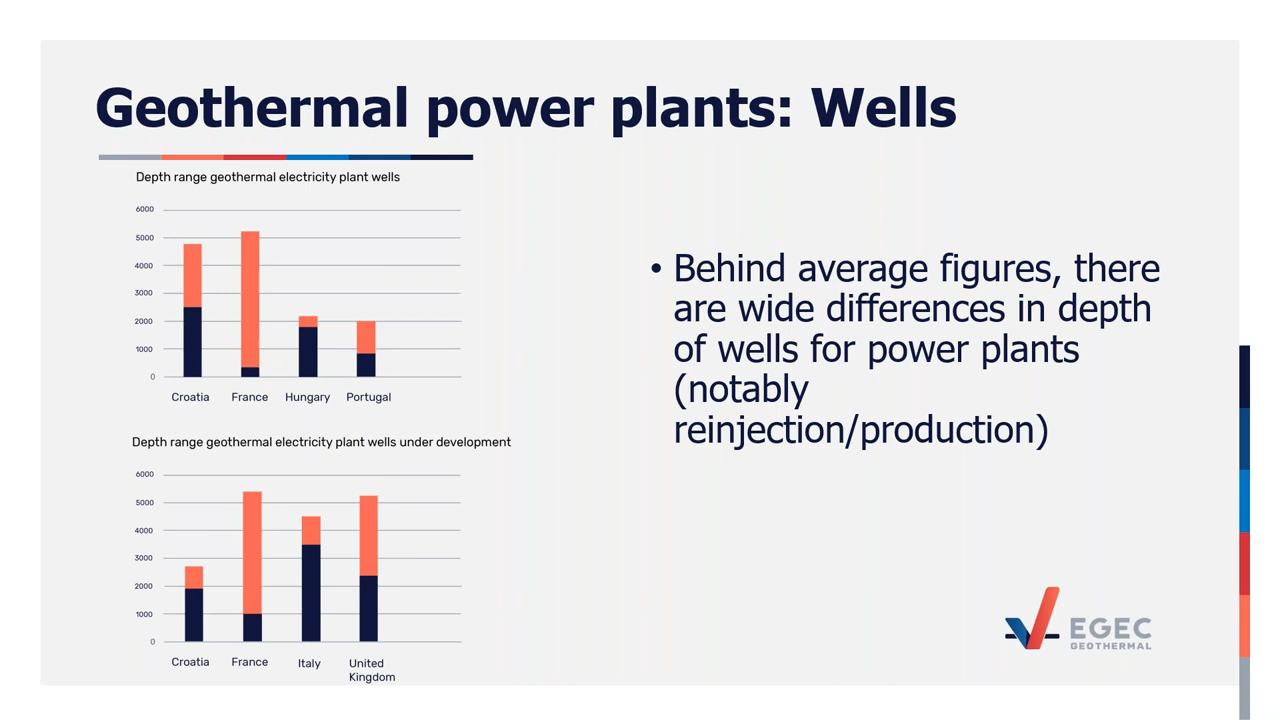 Geothermal power plants: Wells
Depth range geothermal electricity plant wells
6000
5000
4000
3000
2000
1000
0
Croatia France Hungary Portugal
Depth range geothermal electricity plant wells under development
6000
5000
4000
3000
2000
1000
0
Croatia France Italy United
Kingdom
• Behind average figures, there
are wide differences in depth
of wells for power plants
(notably
reinjection/production)
EGEC
GEOTHERMAL